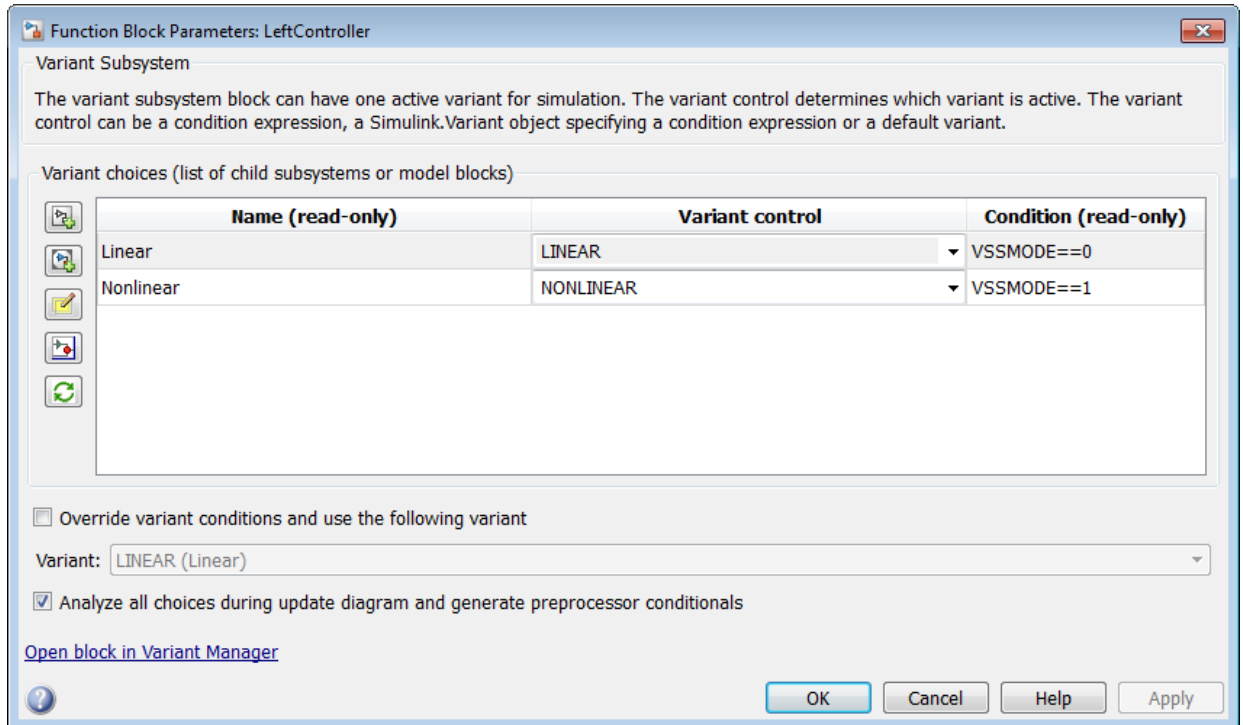 Function Block Parameters: LeftController
Variant Subsystem
The variant subsystem block can have one active variant for simulation. The variant control determines which variant is active. The variant
control can be a condition expression, a Simulink.Variant object specifying a condition expression or a default variant.
Variant choices (list of child subsystems or model blocks)
Name (read-only) Variant control Condition (read-only)
Linear LINEAR VSSMODE==0
Nonlinear NONLINEAR VSSMODE==1
Override variant conditions and use the following variant
Variant: LINEAR (Linear)
Analyze all choices during update diagram and generate preprocessor conditionals
Open block in Variant Manager
OK Cancel Help Apply